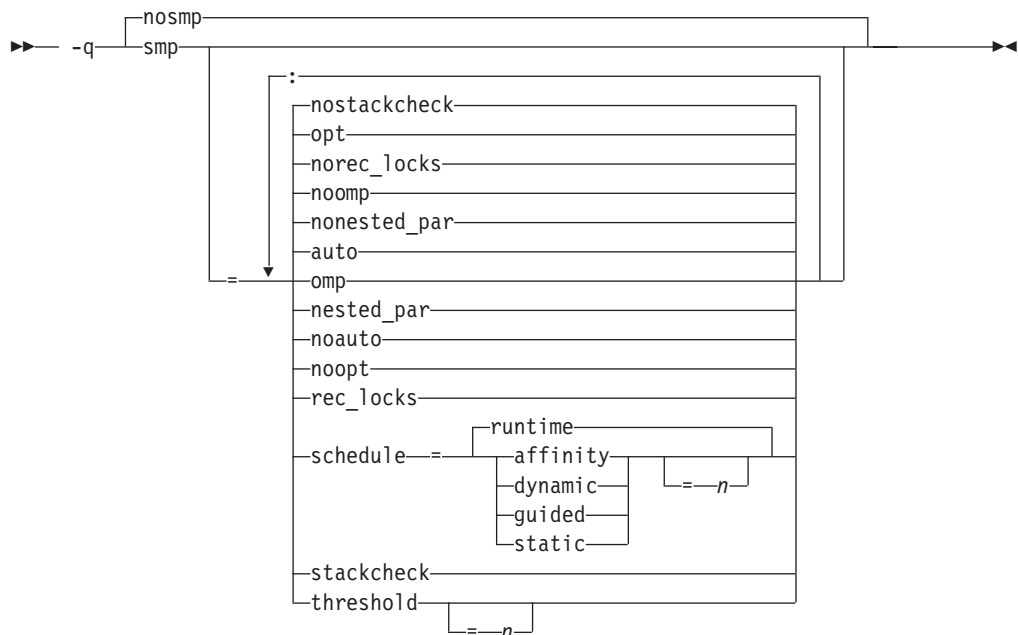 nosmp
-q smp
:
nostackcheck
opt
norec_locks
noomp
nonested_par
auto
= omp
nested_par
noauto
noopt
rec_locks
runtime
schedule = affinity
dynamic = n
guided
static
stackcheck
threshold
= n